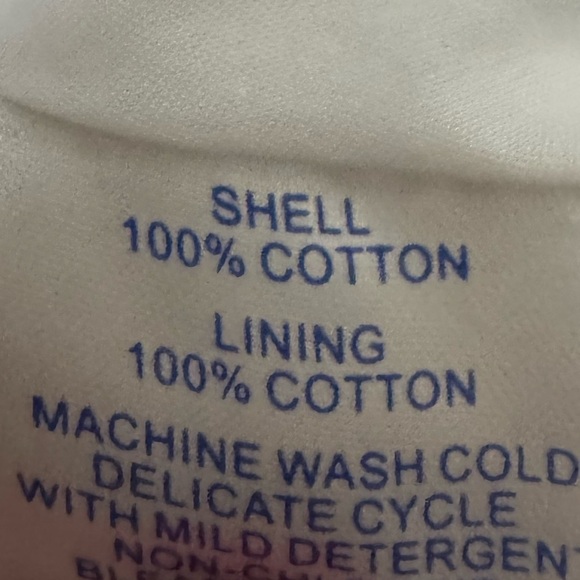 SHELL
100% COTTON
LINING
100% COTTON
MACHINE WASH COLD
DELICATE CYCLE
WITH MILD DETERGENT